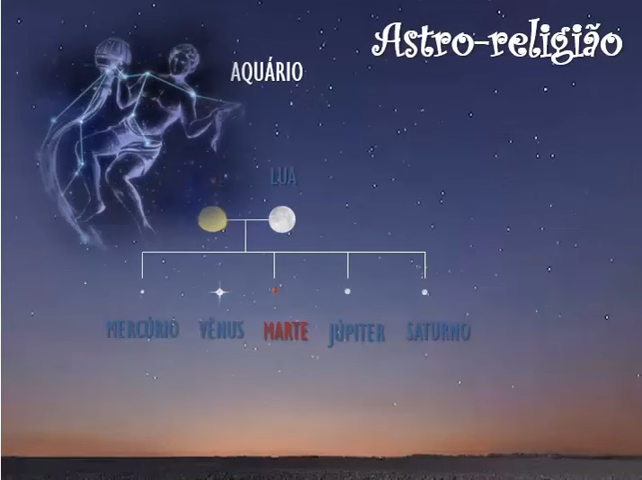 Astro-religião
AQUÁRIO
LUA
MERCÚRIO VÊNUS MARTE JÚPITER SATURNO